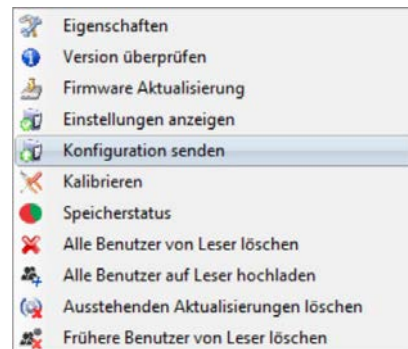 Eigenschaften
Version überprüfen
Firmware Aktualisierung
Einstellungen anzeigen
Konfiguration senden
Kalibrieren
Speicherstatus
Alle Benutzer von Leser löschen
Alle Benutzer auf Leser hochladen
Ausstehenden Aktualisierungen löschen
Frühere Benutzer von Leser löschen